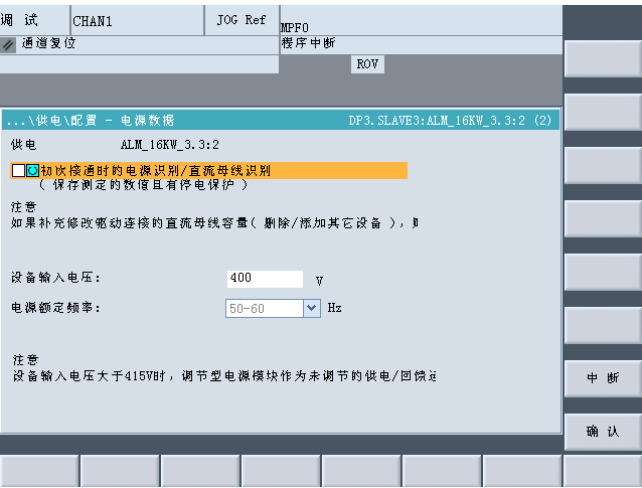 调 试 CHAN1 JOG Ref MPF0
通道复位 程序中断
ROV
...\供电\配置 - 电源数据 DP3.SLAVE3:ALM_16KW_3.3:2 (2)
供电 ALM_16KW_3.3:2
初次接通时的电源识别/直流母线识别
( 保存测定的数值且有停电保护 )
注意
如果补充修改驱动连接的直流母线容量( 删除/添加其它设备 ),
设备输入电压: 400 V
电源额定频率: 50-60 Hz
注意
设备输入电压大于415V时, 调节型电源模块作为未调节的供电/回馈
中 断
确 认